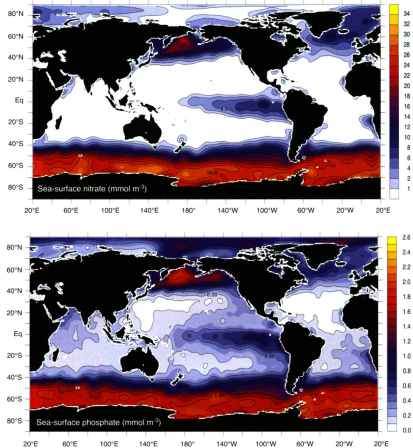 80°N
60°N
40°N
20°N
Eq
20°S
40°S
60°S
80°S
Sea-surface nitrate (mmol m-3)
20°E 60°E 100°E 140°E 180°W 140°W 100°W 60°W 20°W 20°E
34
32
30
28
26
24
22
20
18
16
14
12
10
8
6
4
2
1
80°N
60°N
40°N
20°N
Eq
20°S
40°S
60°S
80°S
Sea-surface phosphate (mmol m-3)
20°E 60°E 100°E 140°E 180°W 140°W 100°W 60°W 20°W 20°E
2.6
2.4
2.2
2.0
1.8
1.6
1.4
1.2
1.0
0.8
0.6
0.4
0.2
0.0